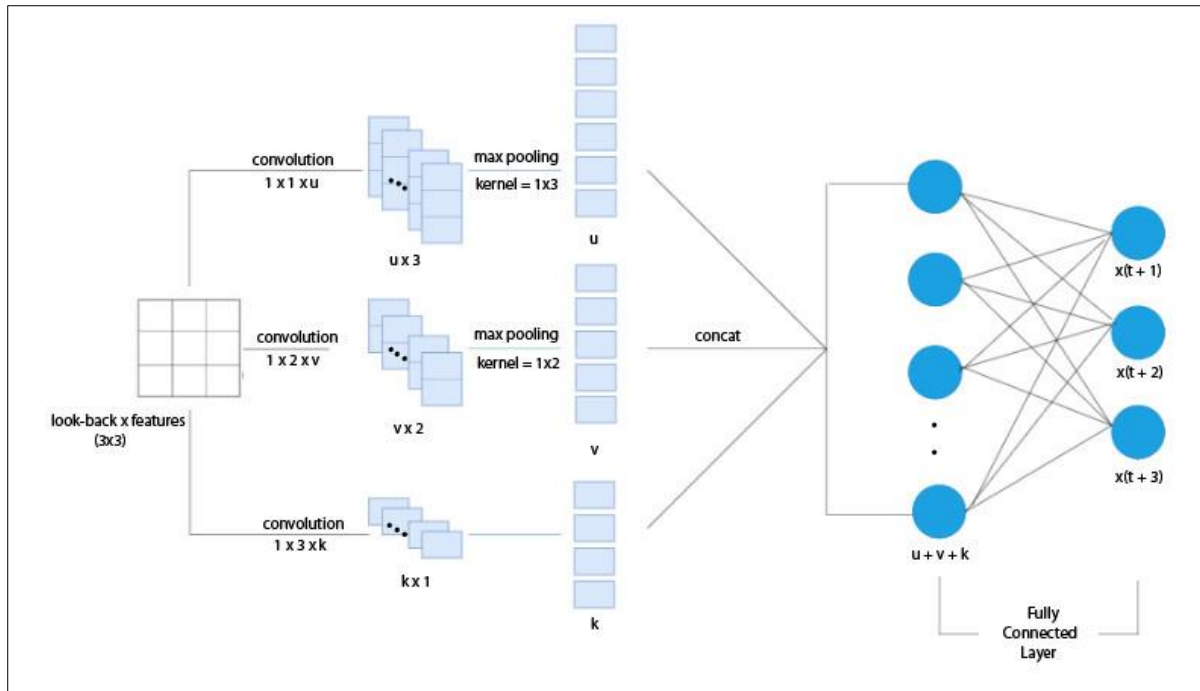 convolution
1 x 1 x u
u x 3
max pooling
kernel = 1x3
u
look-back x features
(3x3)
convolution
1 x 2 x v
v x 2
max pooling
kernel = 1x2
v
convolution
1 x 3 x k
k x 1
k
concat
u + v + k
x(t + 1)
x(t + 2)
x(t + 3)
Fully
Connected
Layer